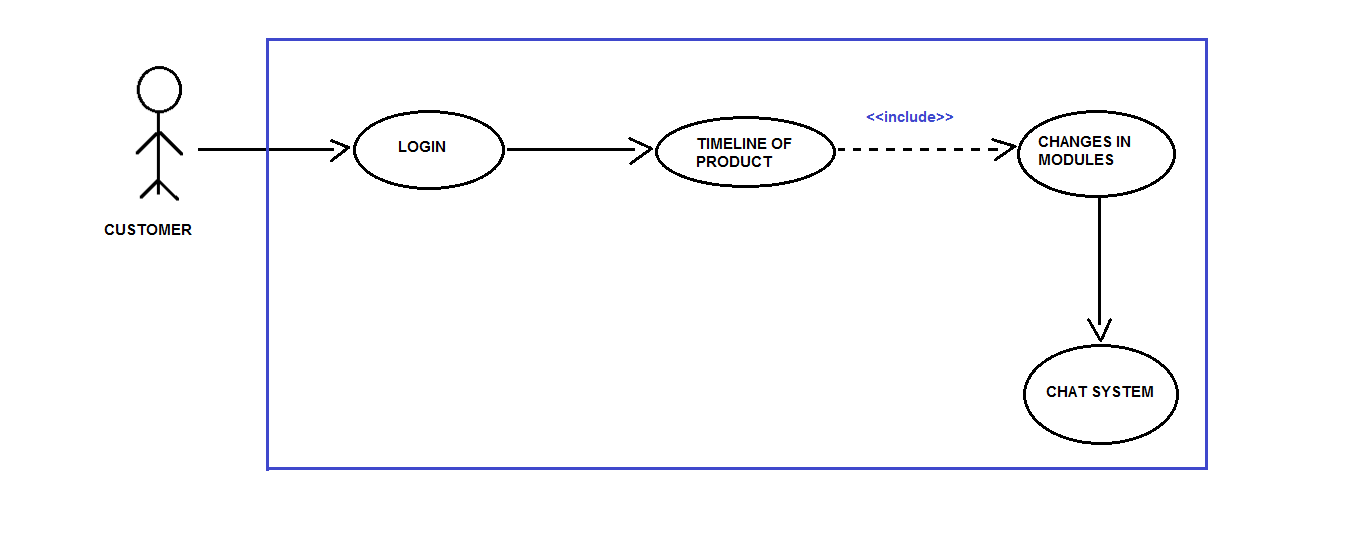 <<include>>
LOGIN
TIMELINE OF
PRODUCT
CHANGES IN
MODULES
CUSTOMER
CHAT SYSTEM